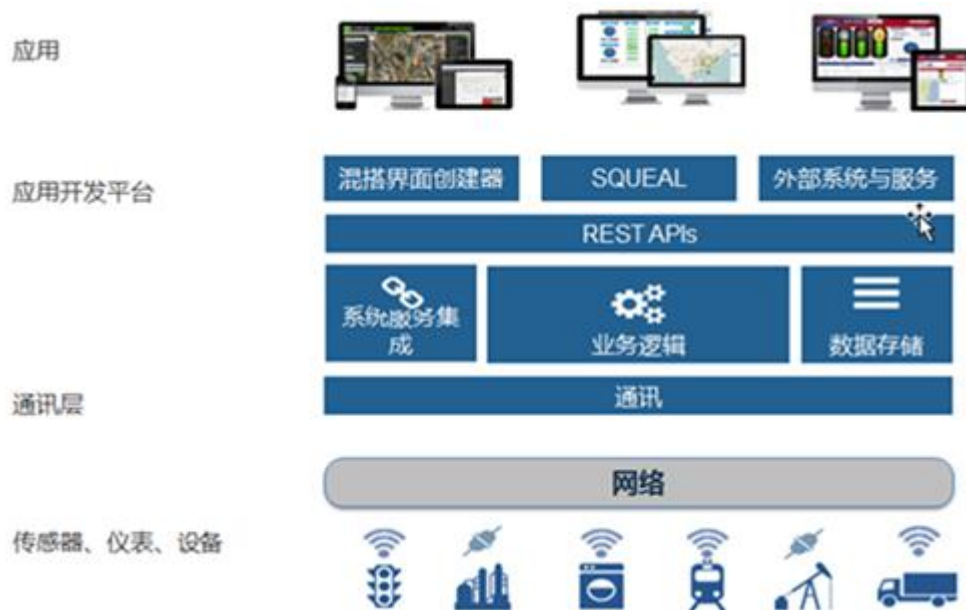 应用
应用开发平台
混搭界面创建器
SQUEAL
外部系统与服务
REST APIs
系统服务集
成
业务逻辑
数据存储
通讯层
通讯
网络
传感器、仪表、设备